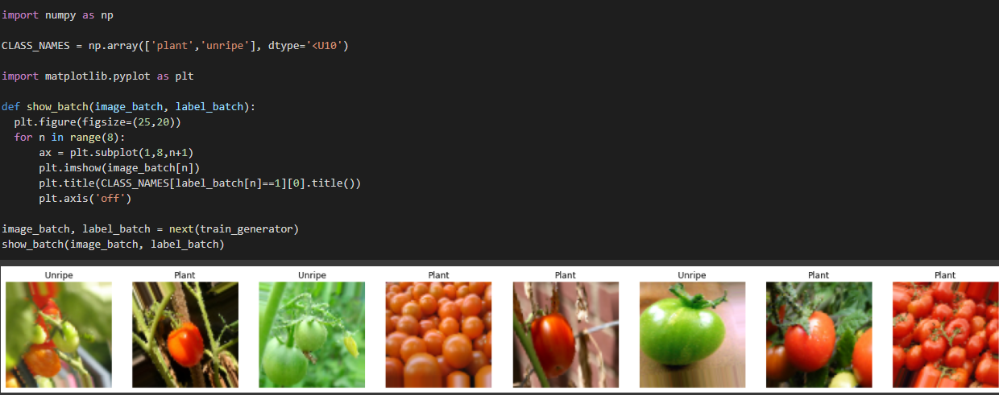 import numpy as np
CLASS_NAMES = np.array(['plant','unripe'], dtype='<U10')
import matplotlib.pyplot as plt
def show_batch(image_batch, label_batch):
  plt.figure(figsize=(25,20))
  for n in range(8):
      ax = plt.subplot(1,8,n+1)
      plt.imshow(image_batch[n])
      plt.title(CLASS_NAMES[label_batch[n]==1][0].title())
      plt.axis('off')
image_batch, label_batch = next(train_generator)
show_batch(image_batch, label_batch)
Unripe Plant Unripe Plant Plant Unripe Plant Plant